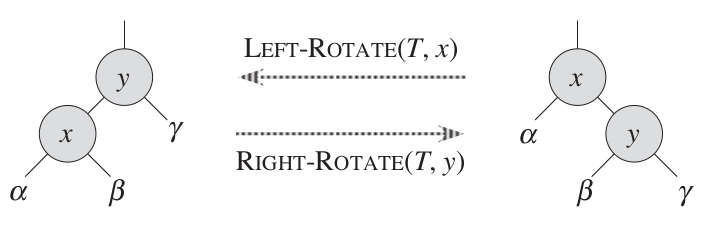 LEFT-ROTATE(T, x)
y
x
x
γ
α
y
RIGHT-ROTATE(T, y)
α
β
β
γ